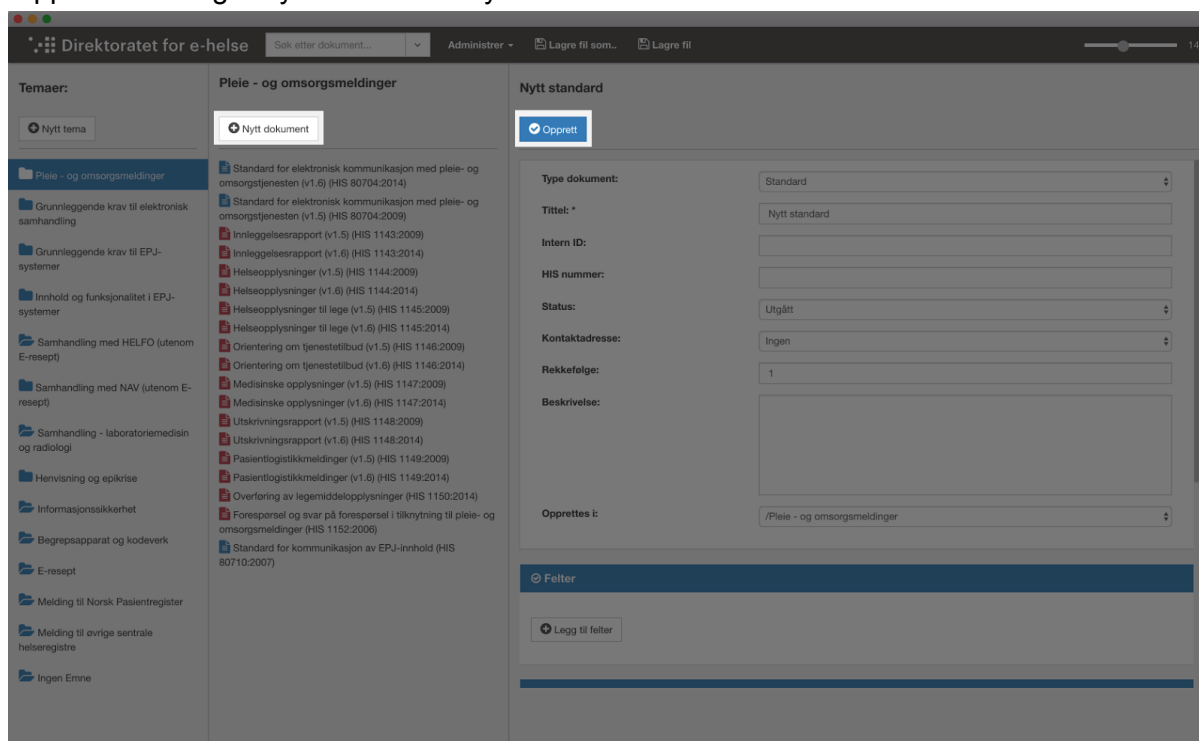 Direktoratet for e-helse
Søk etter dokument...
Administrer
Lagre fil som..
Lagre fil
14
Temaer:
Nytt tema
Pleie - og omsorgsmeldinger
Grunnleggende krav til elektronisk
samhandling
Grunnleggende krav til EPJ-
systemer
Innhold og funksjonalitet i EPJ-
systemer
Samhandling med HELFO (utenom
E-resept)
Samhandling med NAV (utenom E-
resept)
Samhandling - laboratoriemedisin
og radiologi
Henvisning og epikrise
Informasjonssikkerhet
Begrepsapparat og kodeverk
E-resept
Melding til Norsk Pasientregister
Melding til øvrige sentrale
helseregistre
Ingen Emne
Pleie - og omsorgsmeldinger
Nytt dokument
Standard for elektronisk kommunikasjon med pleie- og
omsorgstjenesten (v1.6) (HIS 80704:2014)
Standard for elektronisk kommunikasjon med pleie- og
omsorgstjenesten (v1.5) (HIS 80704:2009)
Innleggelsesrapport (v1.5) (HIS 1143:2009)
Innleggelsesrapport (v1.6) (HIS 1143:2014)
Helseopplysninger (v1.5) (HIS 1144:2009)
Helseopplysninger (v1.6) (HIS 1144:2014)
Helseopplysninger til lege (v1.5) (HIS 1145:2009)
Helseopplysninger til lege (v1.6) (HIS 1145:2014)
Orientering om tjenestetilbud (v1.5) (HIS 1146:2009)
Orientering om tjenestetilbud (v1.6) (HIS 1146:2014)
Medisinske opplysninger (v1.5) (HIS 1147:2009)
Medisinske opplysninger (v1.6) (HIS 1147:2014)
Utskrivningsrapport (v1.5) (HIS 1148:2009)
Utskrivningsrapport (v1.6) (HIS 1148:2014)
Pasientlogistikkmeldinger (v1.5) (HIS 1149:2009)
Pasientlogistikkmeldinger (v1.6) (HIS 1149:2014)
Overføring av legemiddelopplysninger (HIS 1150:2014)
Forespørsel og svar på forespørsel i tilknytning til pleie- og
omsorgsmeldinger (HIS 1152:2006)
Standard for kommunikasjon av EPJ-innhold (HIS
80710:2007)
Nytt standard
Opprett
Type dokument:
Standard
Tittel: *
Nytt standard
Intern ID:
HIS nummer:
Status:
Utgått
Kontaktadresse:
Ingen
Rekkefølge:
1
Beskrivelse:
Opprettes i:
/Pleie - og omsorgsmeldinger
Felter
Legg til felter